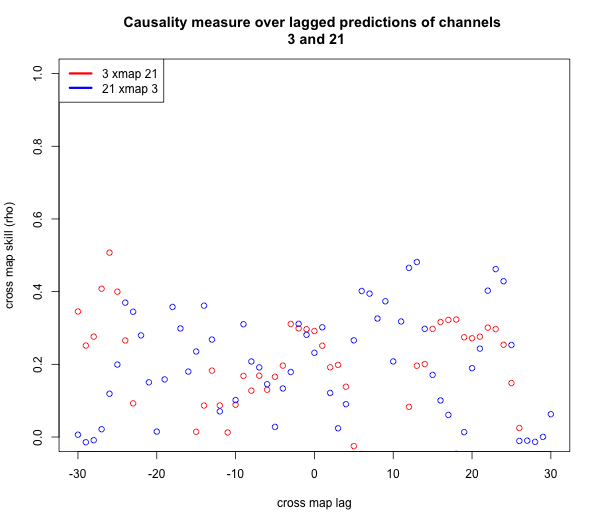 Causality measure over lagged predictions of channels
3 and 21
3 xmap 21
21 xmap 3
cross map skill (rho)
1.0
0.8
0.6
0.4
0.2
0.0
-30 -20 -10 0 10 20 30
cross map lag